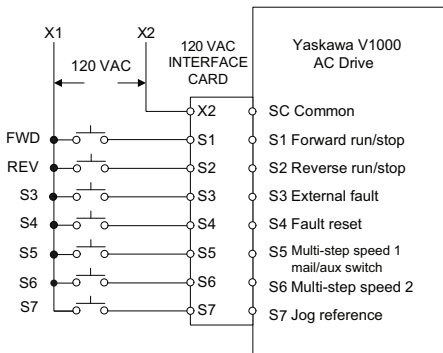 X1
X2
120 VAC
120 VAC
INTERFACE
CARD
Yaskawa V1000
AC Drive
X2
SC Common
FWD
S1
S1 Forward run/stop
REV
S2
S2 Reverse run/stop
S3
S3
S3 External fault
S4
S4
S4 Fault reset
S5
S5
S5 Multi-step speed 1
mail/aux switch
S6
S6
S6 Multi-step speed 2
S7
S7
S7 Jog reference